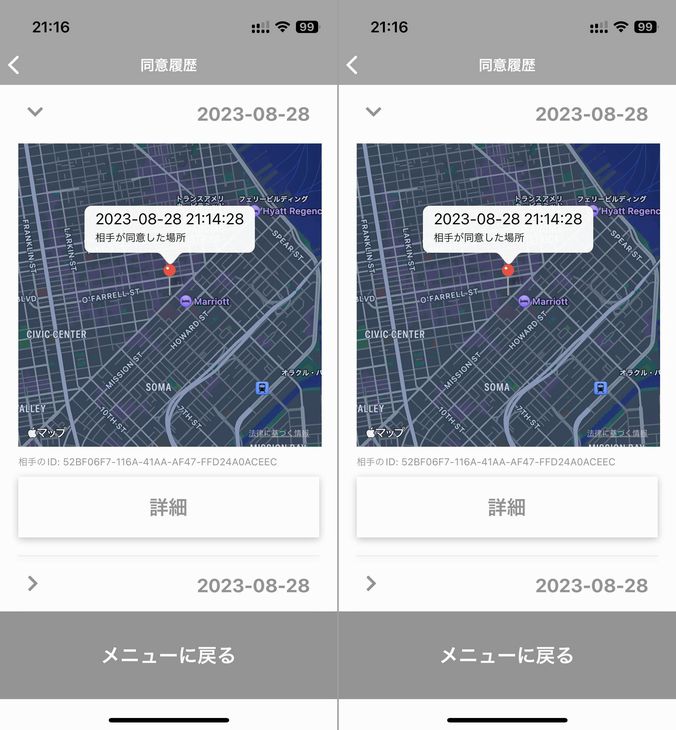 21:16
99
同意履歴
2023-08-28
トランスアメリ
フェリービルディング
Hyatt Regenc
2023-08-28 21:14:28
相手が同意した場所
FRANKLIN ST
LARKIN ST
SPEAR ST
BLVD
O'FARRELL ST
Marriott
HOWARD ST
CIVIC CENTER
MISSION ST
SOMA
オラクル・パ
10TH ST
7TH ST
ALLEY
マップ
法律に基づく情報
MISSION BAY
相手のID: 52BF06F7-116A-41AA-AF47-FFD24A0ACEEC
詳細
2023-08-28
メニューに戻る
21:16
99
同意履歴
2023-08-28
トランスアメリ
フェリービルディング
Hyatt Regenc
2023-08-28 21:14:28
相手が同意した場所
FRANKLIN ST
LARKIN ST
SPEAR ST
BLVD
O'FARRELL ST
Marriott
HOWARD ST
CIVIC CENTER
MISSION ST
SOMA
オラクル・パ
10TH ST
7TH ST
ALLEY
マップ
法律に基づく情報
MISSION BAY
相手のID: 52BF06F7-116A-41AA-AF47-FFD24A0ACEEC
詳細
2023-08-28
メニューに戻る